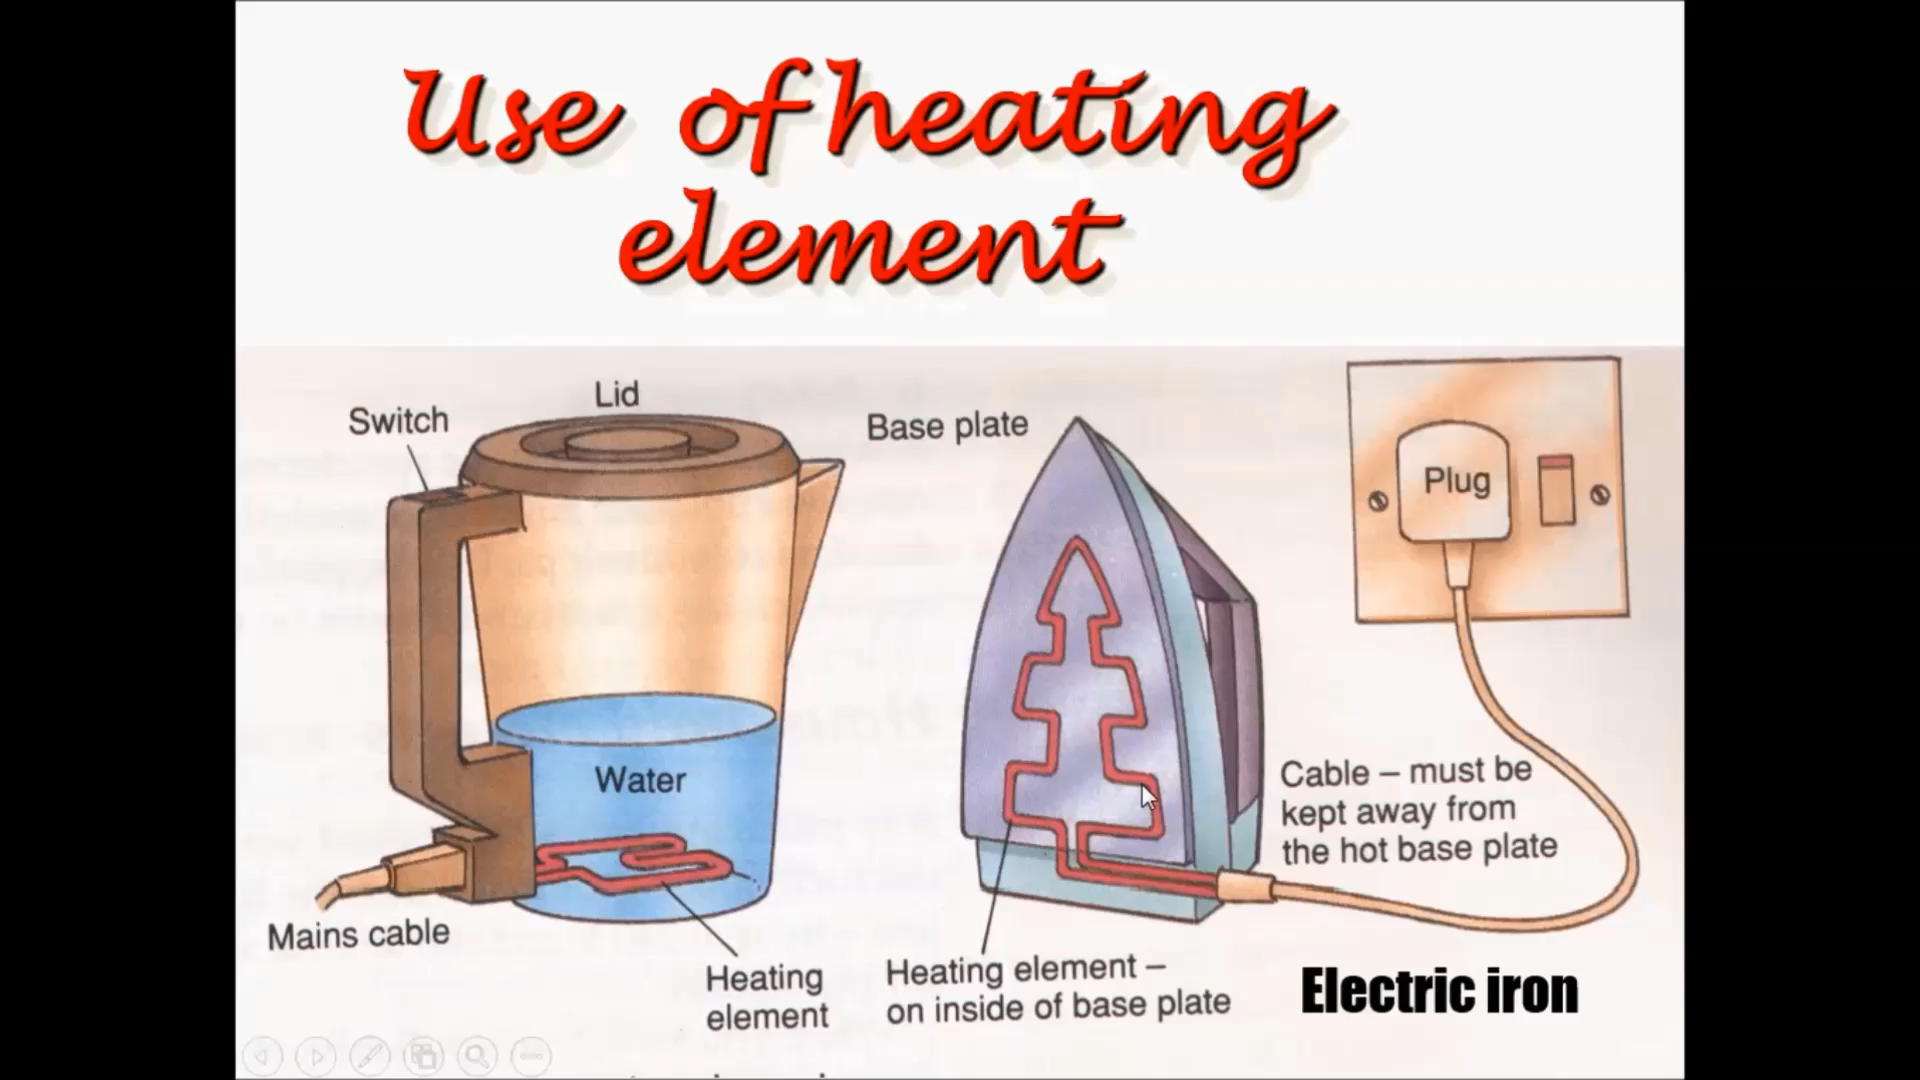 Use of heating
element
Switch
Lid
Water
Mains cable
Heating
element
Base plate
Heating element –
on inside of base plate
Plug
Cable – must be
kept away from
the hot base plate
Electric iron